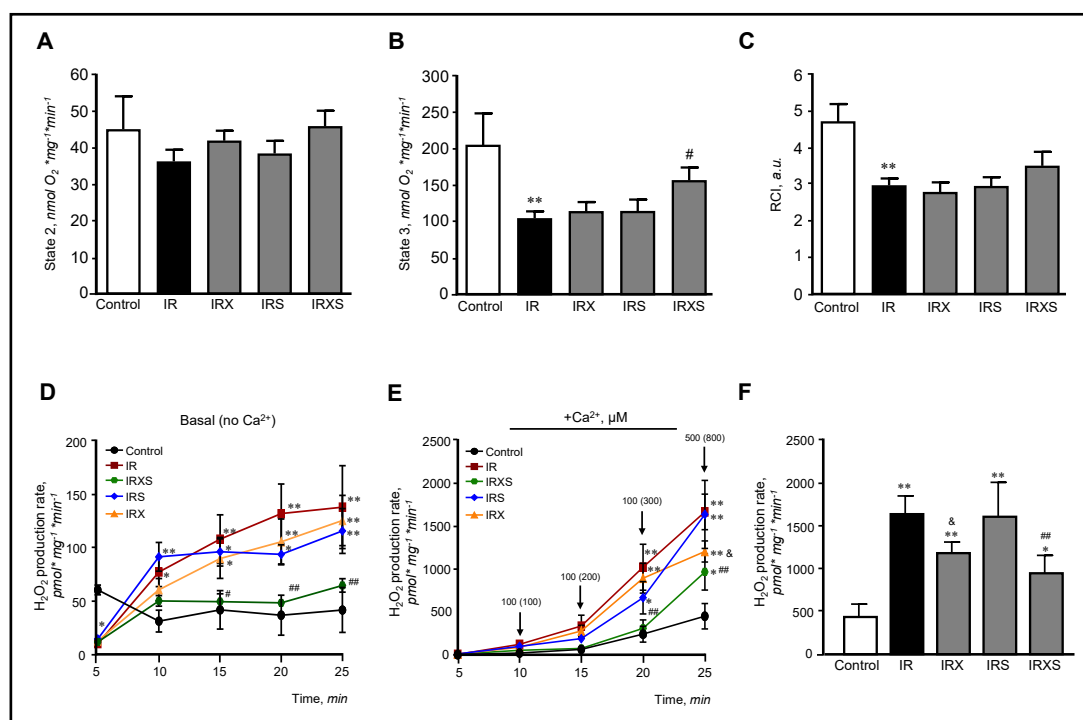 A
State 2, nmol O2 *mg-1*min-1
60
50
40
30
20
10
0
Control IR IRX IRS IRXS
B
State 3, nmol O2 *mg-1*min-1
300
250
200
150
100
50
0
**
#
Control IR IRX IRS IRXS
C
RCI, a.u.
6
5
4
3
2
1
0
**
Control IR IRX IRS IRXS
D
Basal (no Ca2+)
H2O2 production rate,
pmol* mg-1 *min-1
200
150
100
50
0
Control
IR
IRXS
IRS
IRX
*
**
*
**
*
*
#
**
**
*
##
**
**
**
##
5 10 15 20 25
Time, min
E
+Ca2+, µM
H2O2 production rate,
pmol* mg-1 *min-1
2500
2000
1500
1000
500
0
Control
IR
IRXS
IRS
IRX
100 (100)
100 (200)
100 (300)
500 (800)
**
**
*
##
**
**
** &
* ##
5 10 15 20 25
Time, min
F
H2O2 production rate,
pmol* mg-1 *min-1
2500
2000
1500
1000
500
0
**
&
**
**
##
*
Control IR IRX IRS IRXS